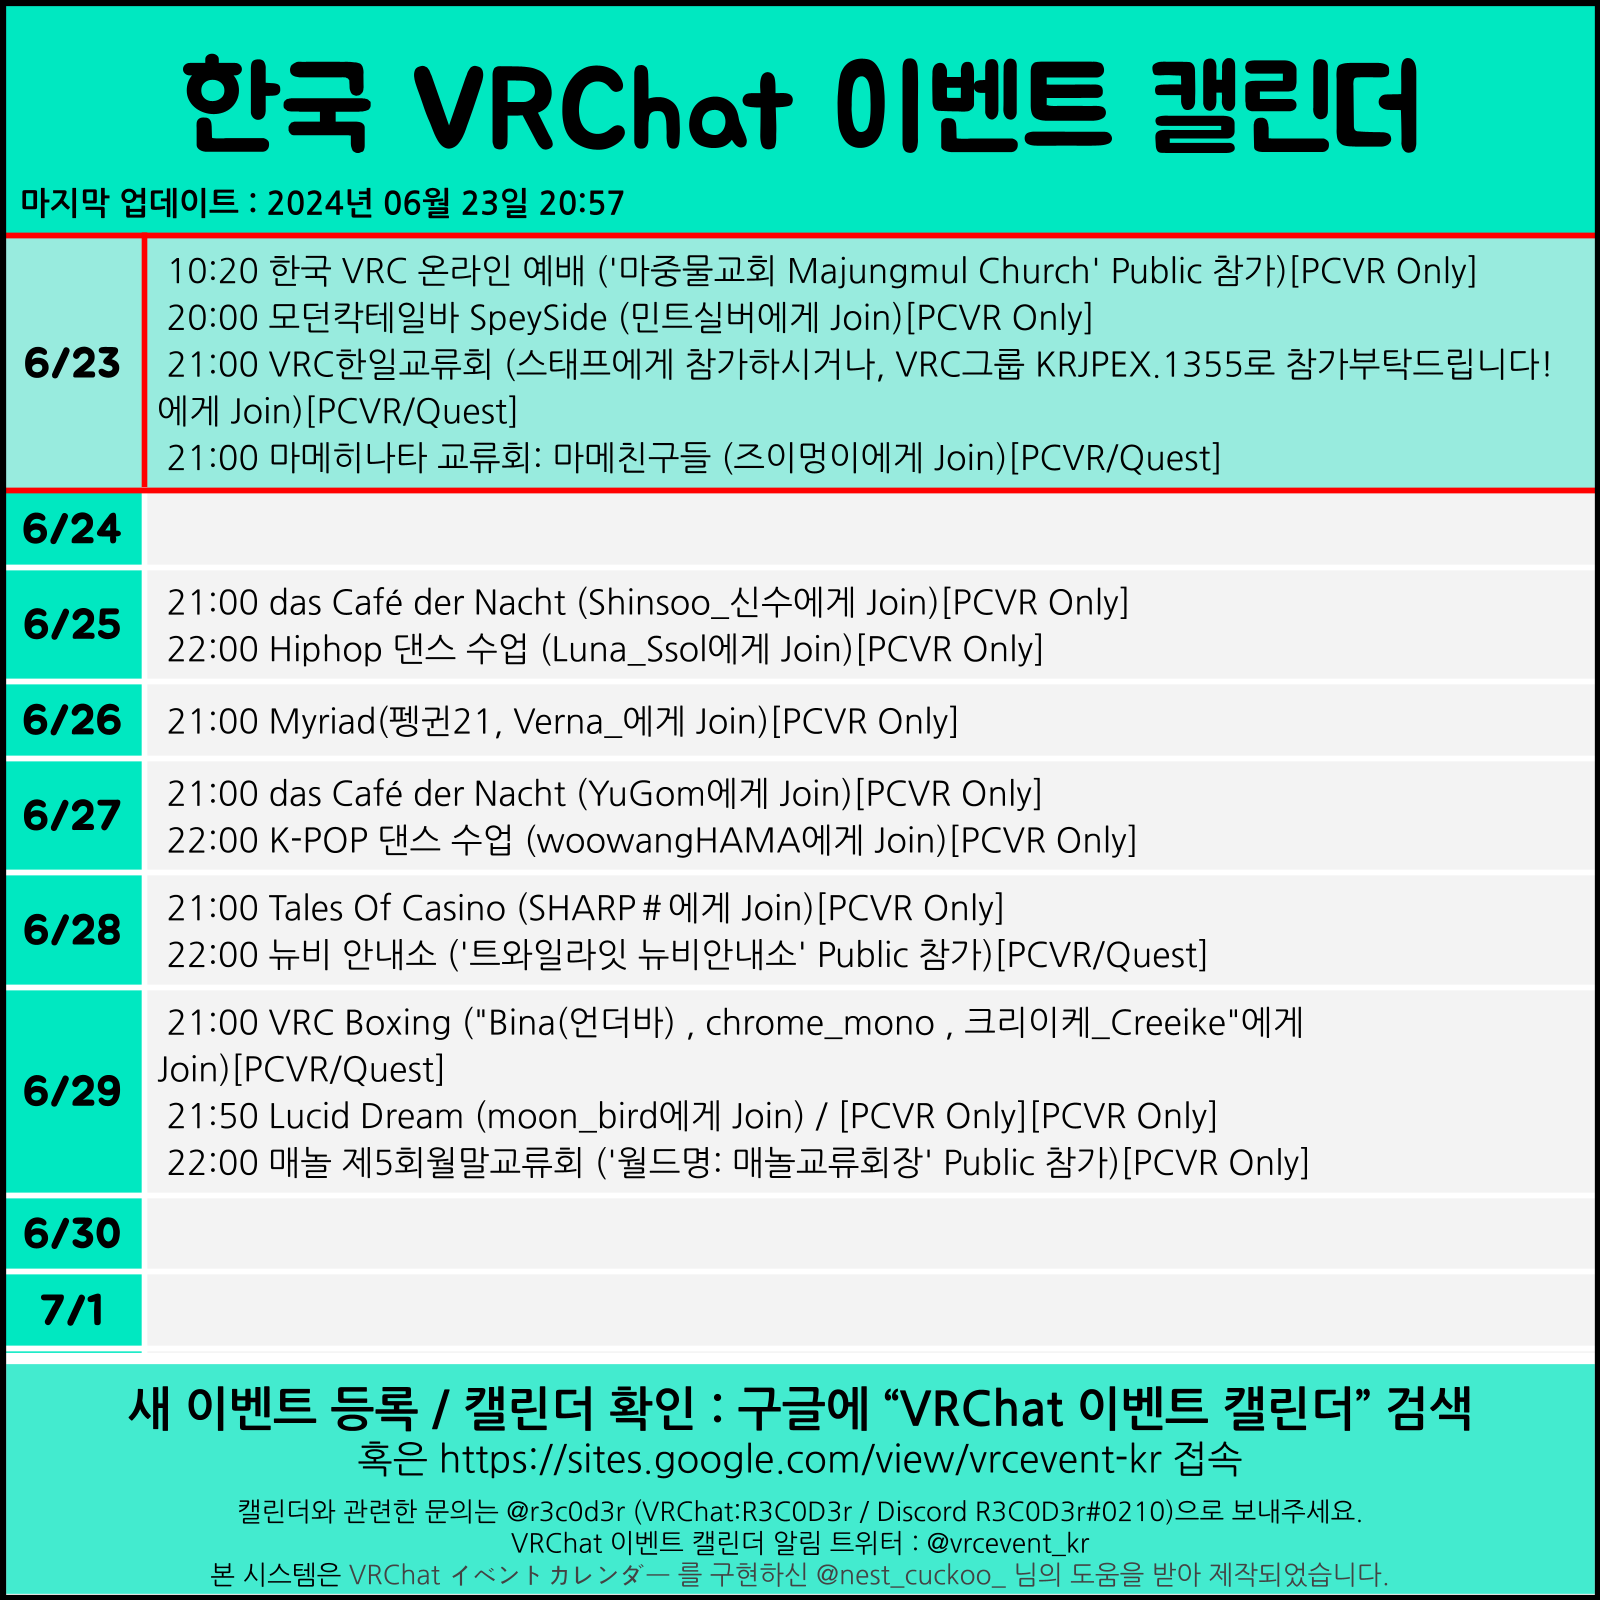 한국 VRChat 이벤트 캘린더
마지막 업데이트 : 2024년 06월 23일 20:57
6/23
10:20 한국 VRC 온라인 예배 ('마중물교회 Majungmul Church' Public 참가)[PCVR Only]
20:00 모던칵테일바 SpeySide (민트실버에게 Join)[PCVR Only]
21:00 VRC한일교류회 (스태프에게 참가하시거나, VRC그룹 KRJPEX.1355로 참가부탁드립니다!
에게 Join)[PCVR/Quest]
21:00 마메히나타 교류회: 마메친구들 (즈이멍이에게 Join)[PCVR/Quest]
6/24
6/25
21:00 das Café der Nacht (Shinsoo_신수에게 Join)[PCVR Only]
22:00 Hiphop 댄스 수업 (Luna_Ssol에게 Join)[PCVR Only]
6/26
21:00 Myriad(펭귄21, Verna_에게 Join)[PCVR Only]
6/27
21:00 das Café der Nacht (YuGom에게 Join)[PCVR Only]
22:00 K-POP 댄스 수업 (woowangHAMA에게 Join)[PCVR Only]
6/28
21:00 Tales Of Casino (SHARP＃에게 Join)[PCVR Only]
22:00 뉴비 안내소 ('트와일라잇 뉴비안내소' Public 참가)[PCVR/Quest]
6/29
21:00 VRC Boxing ("Bina(언더바) , chrome_mono , 크리이케_Creeike"에게
Join)[PCVR/Quest]
21:50 Lucid Dream (moon_bird에게 Join) / [PCVR Only][PCVR Only]
22:00 매놀 제5회월말교류회 ('월드명: 매놀교류회장' Public 참가)[PCVR Only]
6/30
7/1
새 이벤트 등록 / 캘린더 확인 : 구글에 “VRChat 이벤트 캘린더” 검색
혹은 https://sites.google.com/view/vrcevent-kr 접속
캘린더와 관련한 문의는 @r3c0d3r (VRChat:R3C0D3r / Discord R3C0D3r#0210)으로 보내주세요.
VRChat 이벤트 캘린더 알림 트위터 : @vrcevent_kr
본 시스템은 VRChat イベントカレンダー 를 구현하신 @nest_cuckoo_ 님의 도움을 받아 제작되었습니다.